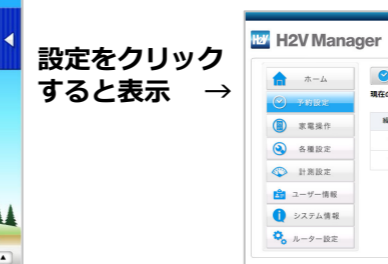 設定をクリック
すると表示 →
H2V Manager
ホーム
予約設定
家電操作
各種設定
計測設定
ユーザー情報
システム情報
ルーター設定
現在の